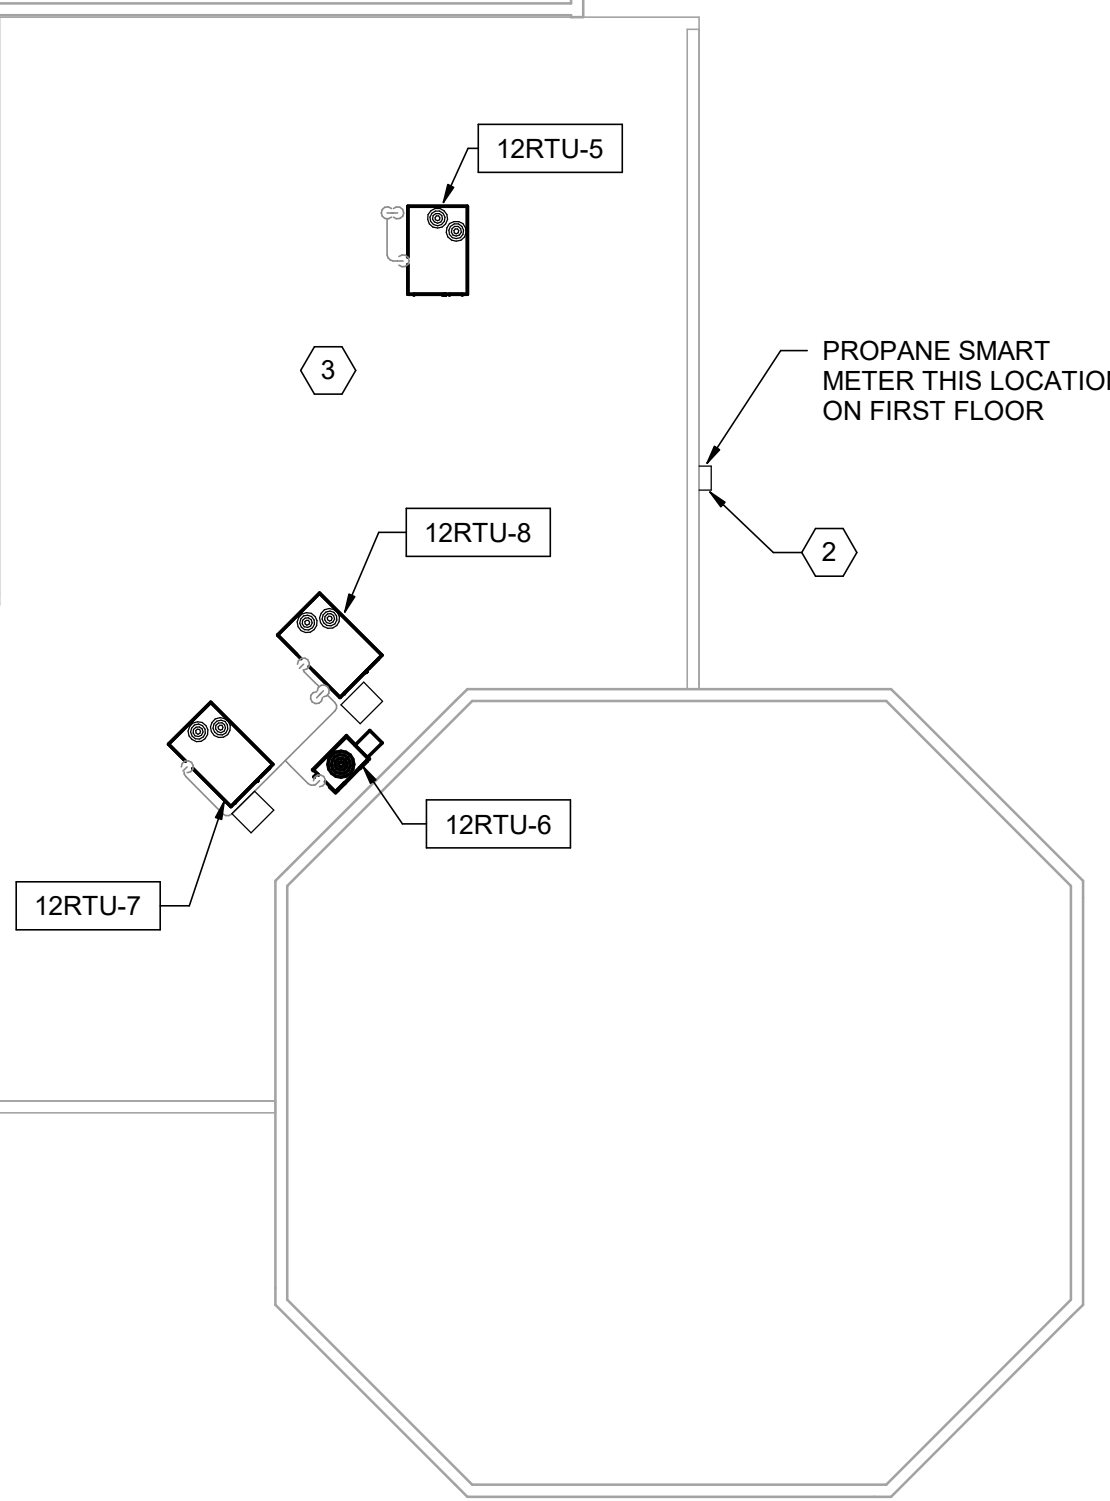 12RTU-5
3
PROPANE SMART
METER THIS LOCATION
ON FIRST FLOOR
12RTU-8
2
12RTU-6
12RTU-7